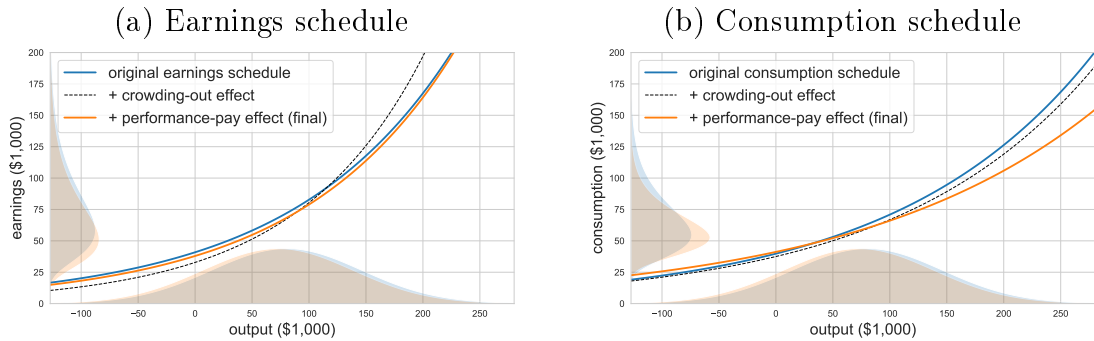 (a) Earnings schedule
200
175
150
125
100
75
50
25
0
earnings ($1,000)
original earnings schedule
+ crowding-out effect
+ performance-pay effect (final)
−100 −50 0 50 100 150 200 250
output ($1,000)
(b) Consumption schedule
200
175
150
125
100
75
50
25
0
consumption ($1,000)
original consumption schedule
+ crowding-out effect
+ performance-pay effect (final)
−100 −50 0 50 100 150 200 250
output ($1,000)